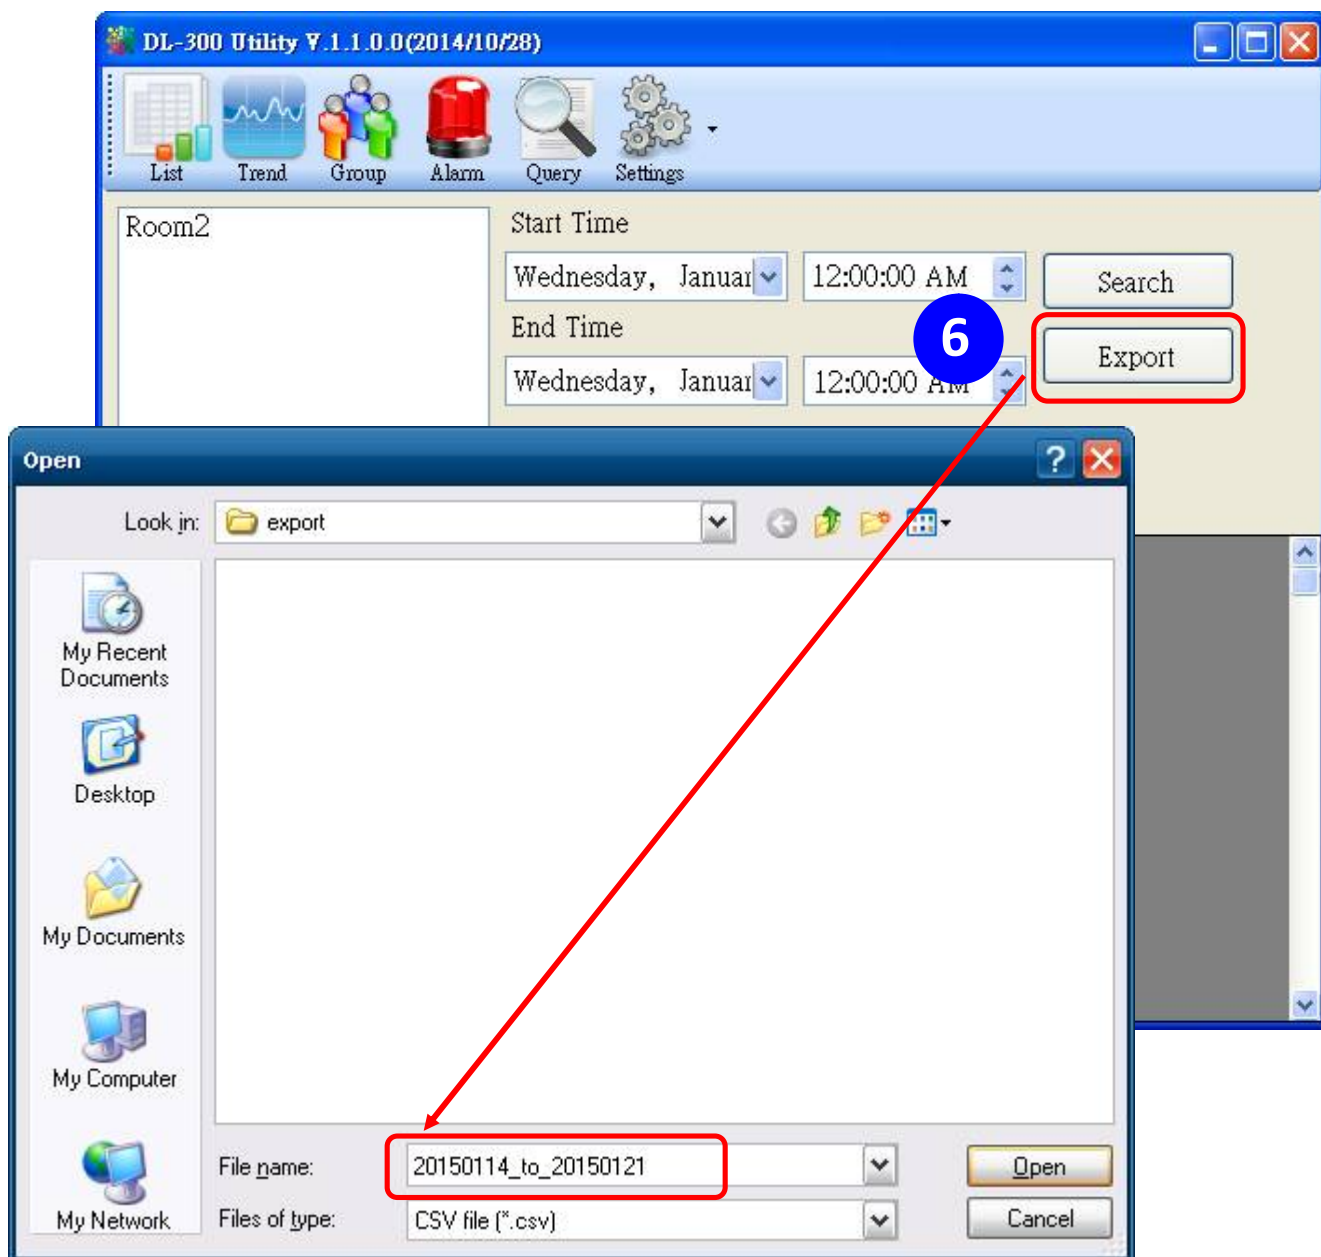 DL-300 Utility V.1.1.0.0(2014/10/28)
List Trend Group Alarm Query Settings
Room2
Start Time
Wednesday, Januar 12:00:00 AM Search
End Time
6
Export
Wednesday, Januar 12:00:00 AM
Open
Look in: export
My Recent
Documents
Desktop
My Documents
My Computer
My Network
File name: 20150114_to_20150121 Open
Files of type: CSV file (*.csv) Cancel